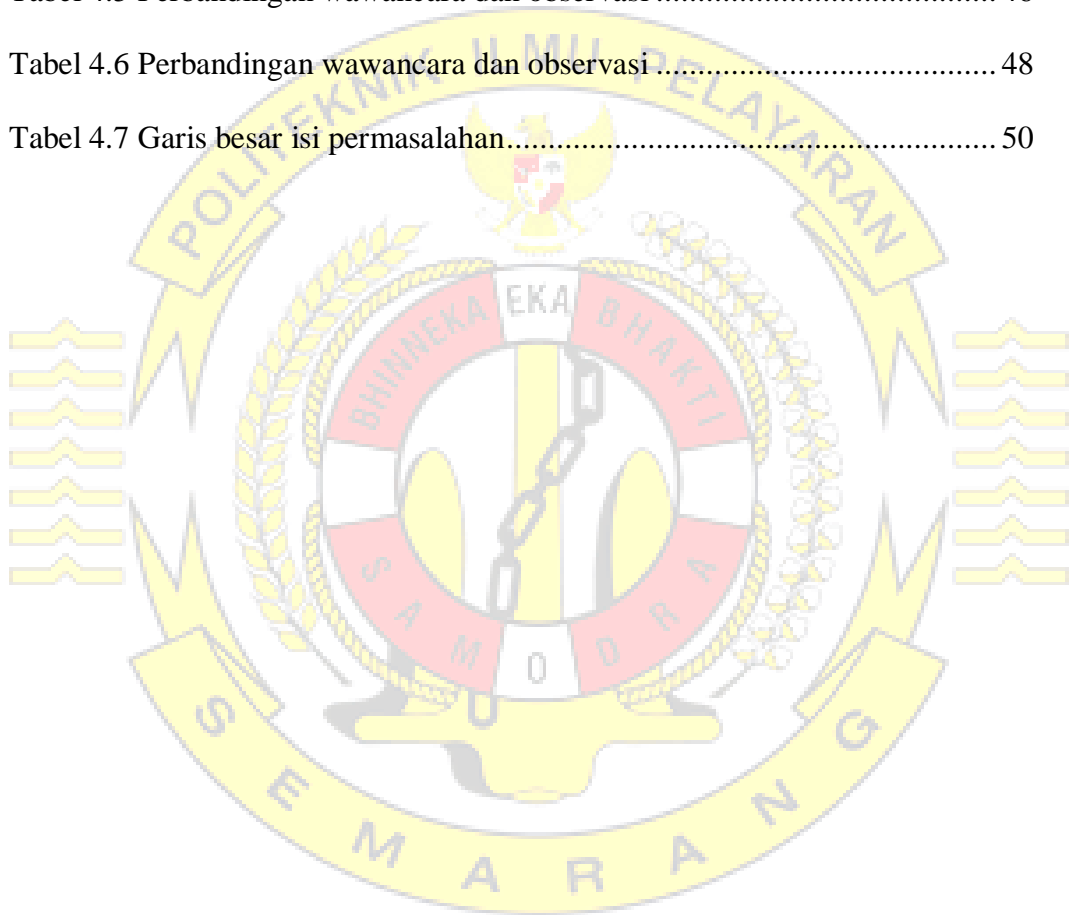 Tabel 4.6 Perbandingan wawancara dan observasi ......................................... 48
Tabel 4.7 Garis besar isi permasalahan........................................................... 50
POLITEKNIK ILMU PELAYARAN
BHINNEKA EKA BHAKTI
SAMODRA
SEMARANG